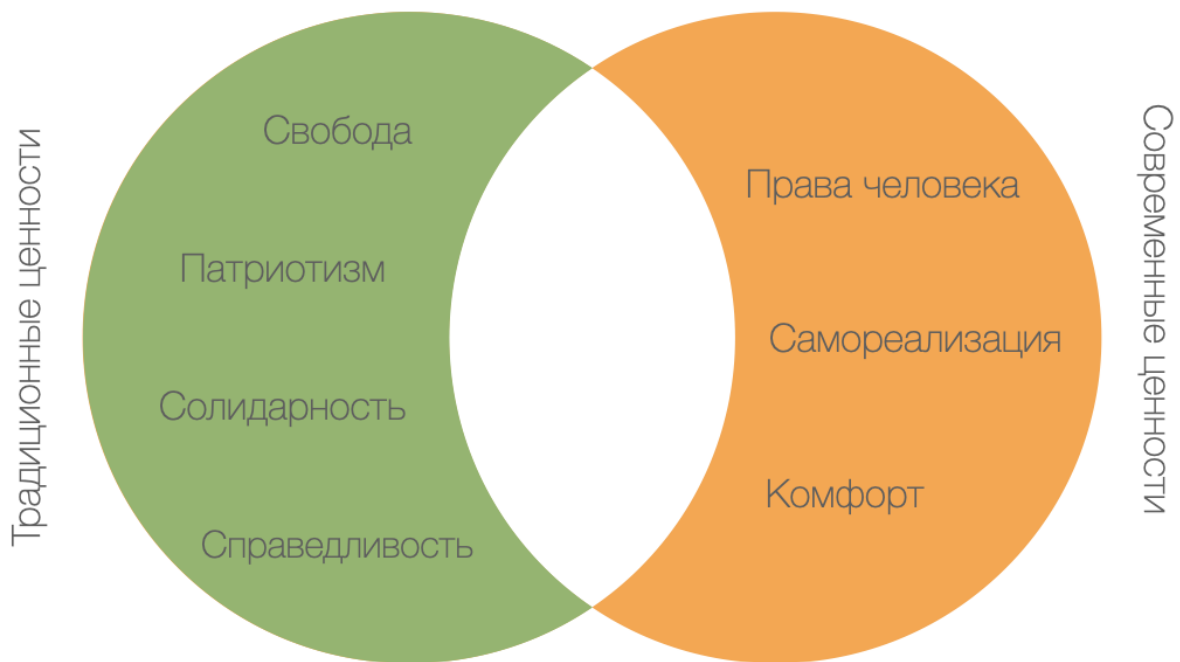 Традиционные ценности
Свобода
Патриотизм
Солидарность
Справедливость
Права человека
Самореализация
Комфорт
Современные ценности